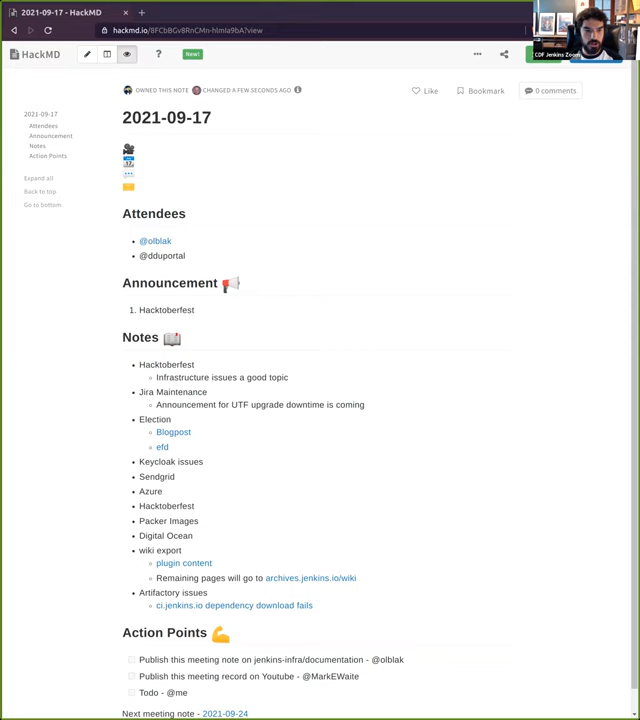 2021-09-17 - HackMD
hackmd.io/8FCbBGv8RnCMn-hlmIa9bA?view
CDF Jenkins Zoom
HackMD
New!
OWNED THIS NOTE
CHANGED A FEW SECONDS AGO
Like
Bookmark
0 comments
2021-09-17
Attendees
Announcement
Notes
Action Points
Expand all
Back to top
Go to bottom
2021-09-17
Attendees
@olblak
@dduportal
Announcement
1. Hacktoberfest
Notes
Hacktoberfest
Infrastructure issues a good topic
Jira Maintenance
Announcement for UTF upgrade downtime is coming
Election
Blogpost
efd
Keycloak issues
Sendgrid
Azure
Hacktoberfest
Packer Images
Digital Ocean
wiki export
plugin content
Remaining pages will go to archives.jenkins.io/wiki
Artifactory issues
ci.jenkins.io dependency download fails
Action Points
Publish this meeting note on jenkins-infra/documentation - @olblak
Publish this meeting record on Youtube - @MarkEWaite
Todo - @me
Next meeting note - 2021-09-24